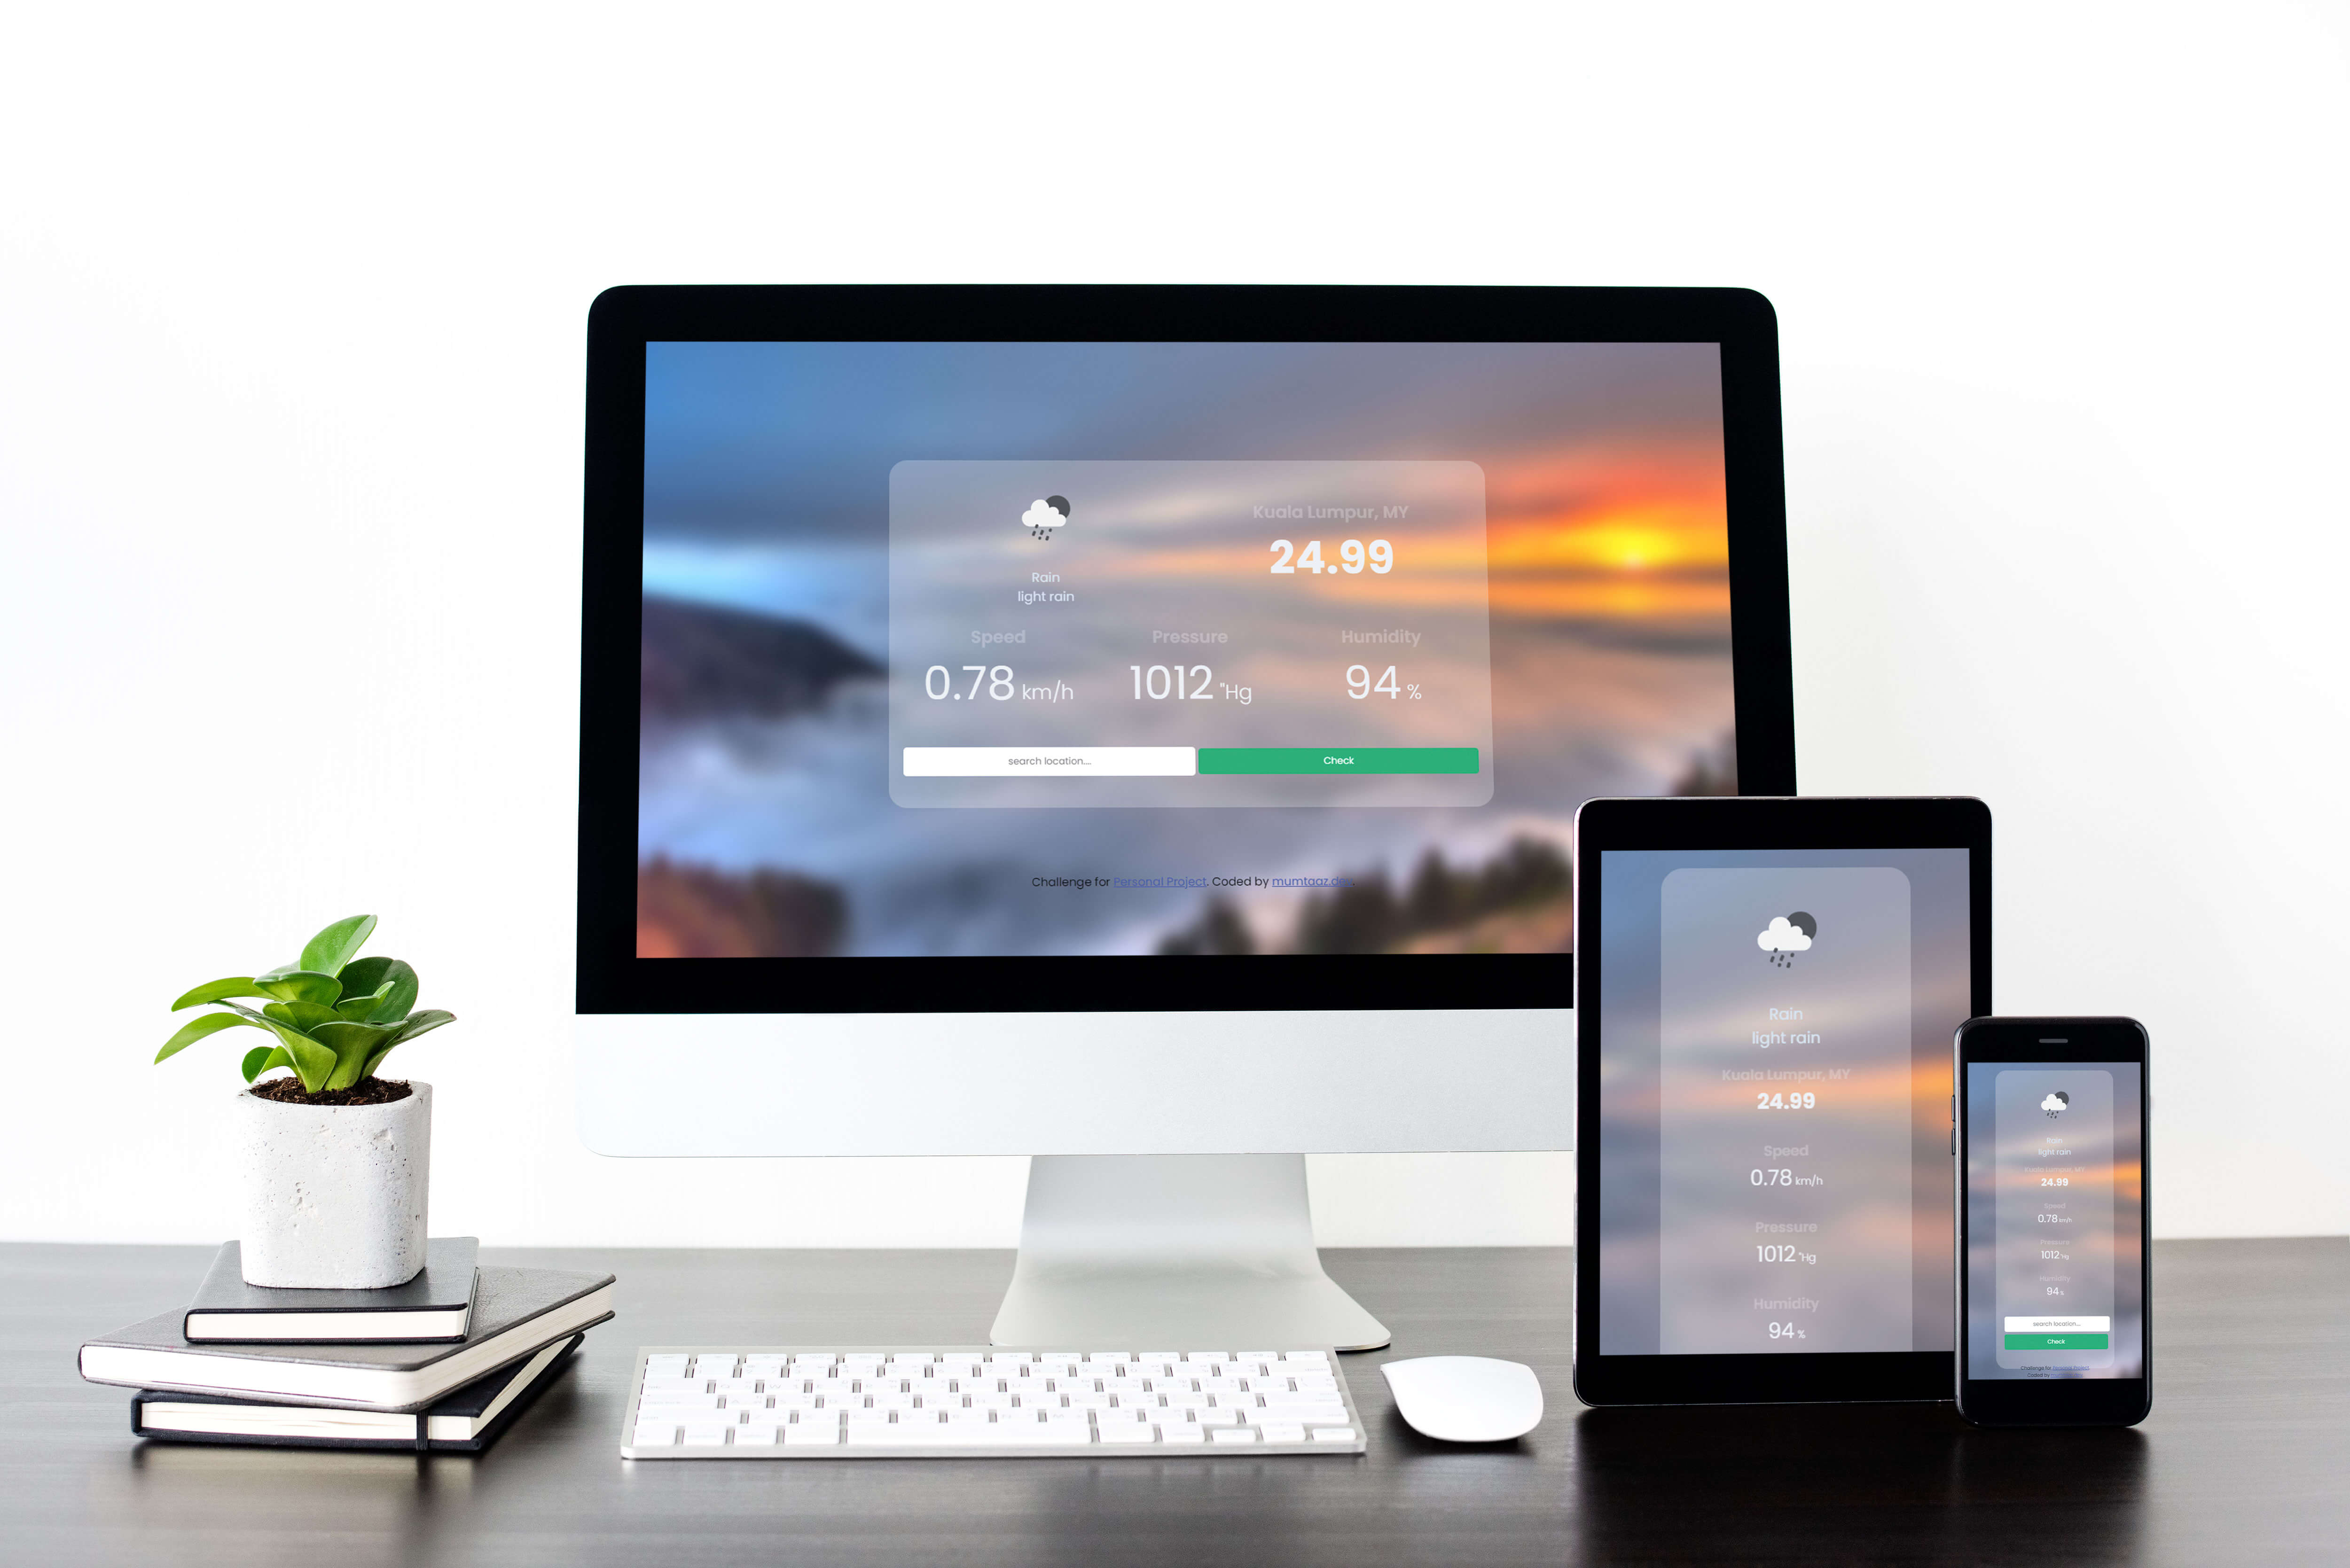 Kuala Lumpur, MY
24.99
Rain
light rain
Speed
Pressure
Humidity
0.78 km/h
1012 "Hg
94 %
search location....
Check
Challenge for Personal Project. Coded by mumtaaz.dev.
Rain
light rain
Kuala Lumpur, MY
24.99
Speed
0.78 km/h
Pressure
1012 "Hg
Humidity
94 %
Rain
light rain
Kuala Lumpur, MY
24.99
Speed
0.78 km/h
Pressure
1012 "Hg
Humidity
94 %
search location....
Check
Challenge for Personal Project.
Coded by